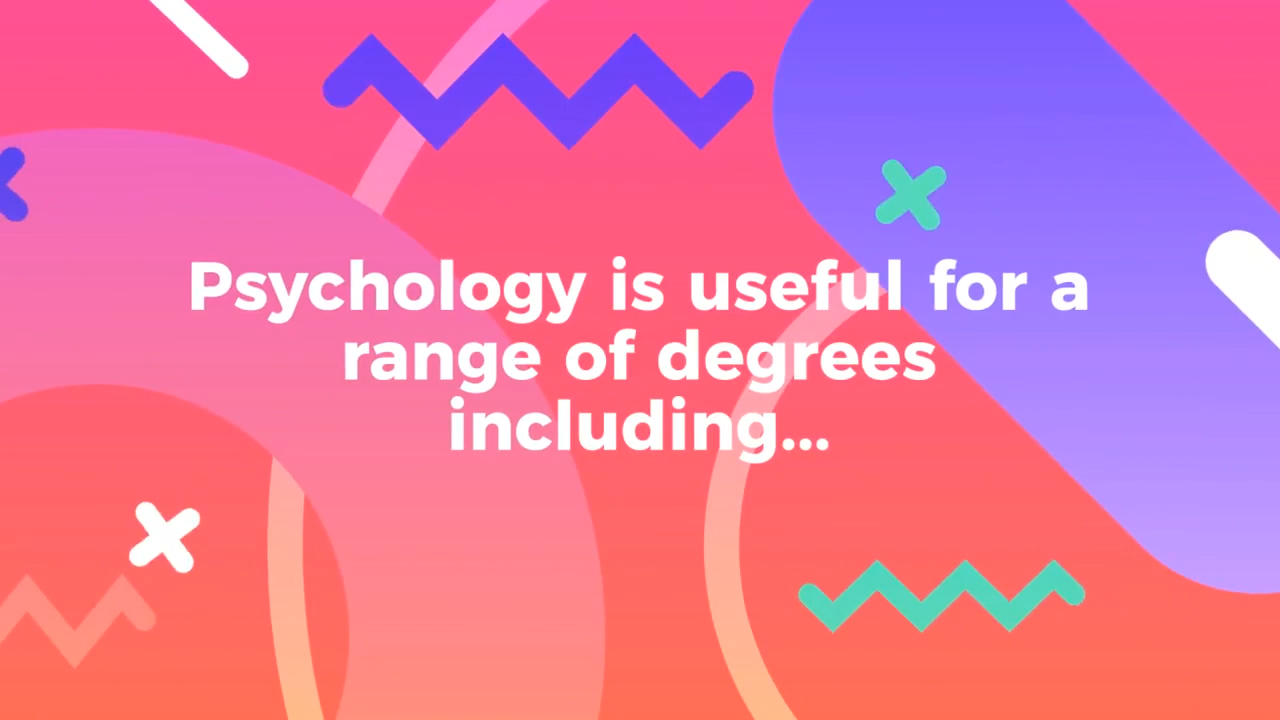 Psychology is useful for a
range of degrees
including...